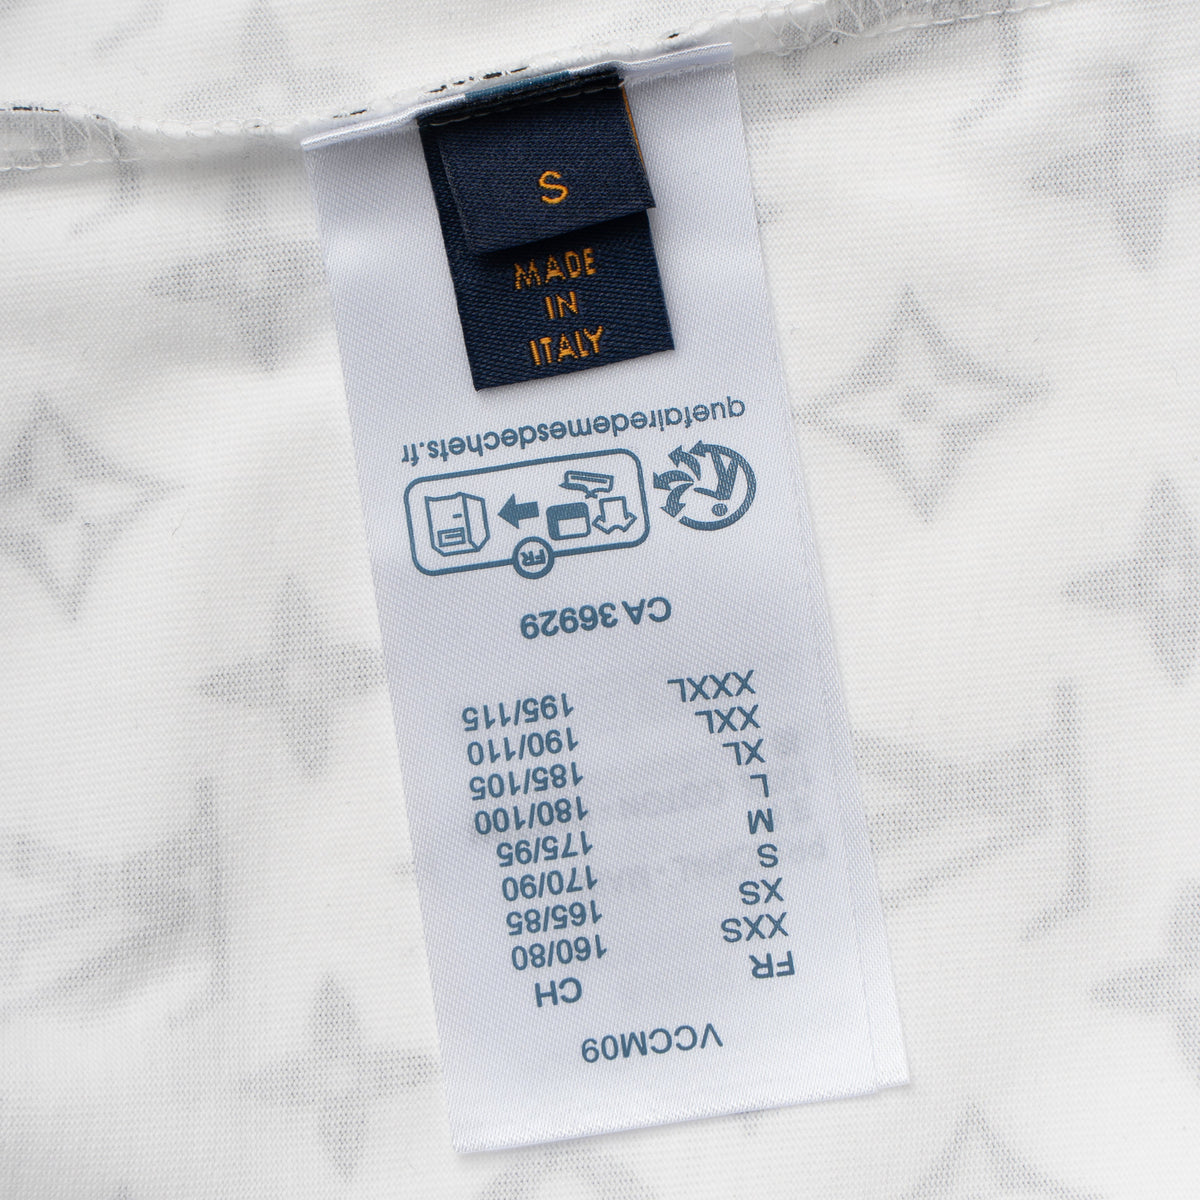 S
MADE
IN
ITALY
VCCM09
FR CH
XXS 160/80
XS 165/85
S 170/90
M 175/95
L 180/100
XL 185/105
XXL 190/110
XXXL 195/115
CA 36929
FR
quefairedemesdechets.fr